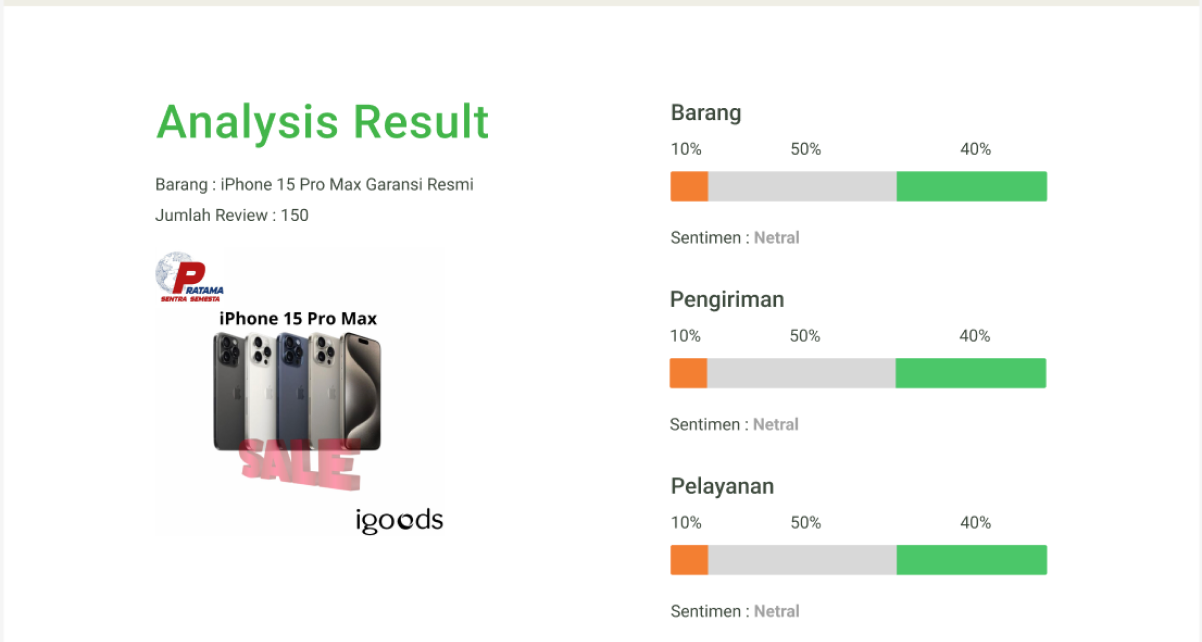 Analysis Result
Barang : iPhone 15 Pro Max Garansi Resmi
Jumlah Review : 150
PRATAMA
SENTRA SEMESTA
iPhone 15 Pro Max
SALE
igoods
Barang
10% 50% 40%
Sentimen : Netral
Pengiriman
10% 50% 40%
Sentimen : Netral
Pelayanan
10% 50% 40%
Sentimen : Netral